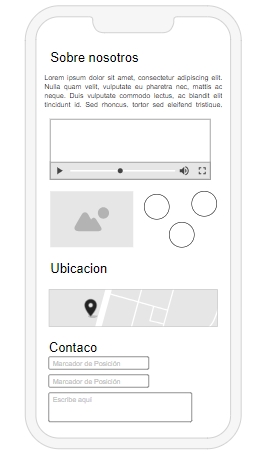 Sobre nosotros
Lorem ipsum dolor sit amet, consectetur adipiscing elit.
Nulla quam velit, vulputate eu pharetra nec, mattis ac
neque. Duis vulputate commodo lectus, ac blandit elit
tincidunt id. Sed rhoncus, tortor sed eleifend tristique.
Ubicacion
Contaco
Marcador de Posición
Marcador de Posición
Escribe aqui